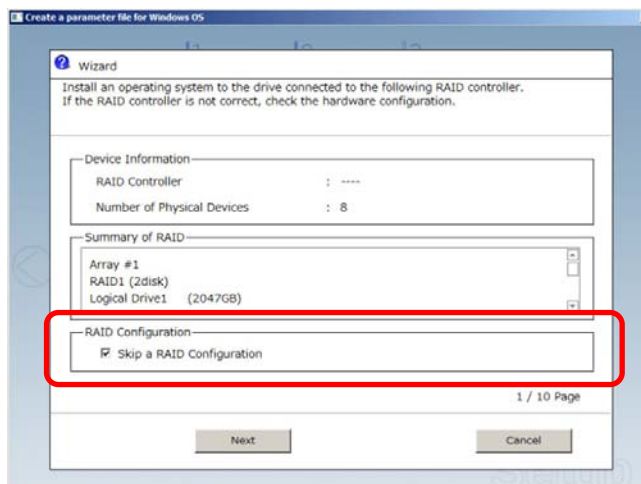 Create a parameter file for Windows OS
Wizard
Install an operating system to the drive connected to the following RAID controller.
If the RAID controller is not correct, check the hardware configuration.
Device Information
RAID Controller : ----
Number of Physical Devices : 8
Summary of RAID
Array #1
RAID1 (2disk)
Logical Drive1 (2047GB)
RAID Configuration
Skip a RAID Configuration
1 / 10 Page
Next Cancel